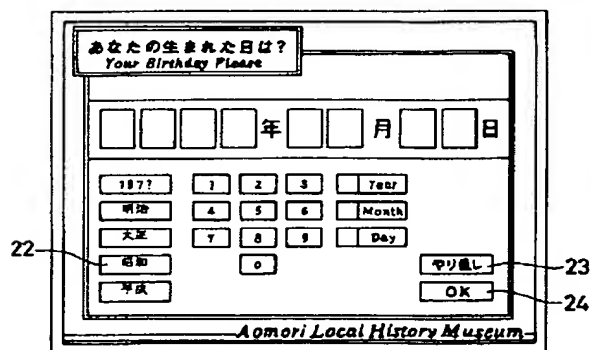 あなたの生まれた日は?
Your Birthday Please
年 月 日
197? 1 2 3 Year
明治 4 5 6 Month
大正 7 8 9 Day
22 昭和 0 やり直し 23
平成 OK 24
Aomori Local History Museum